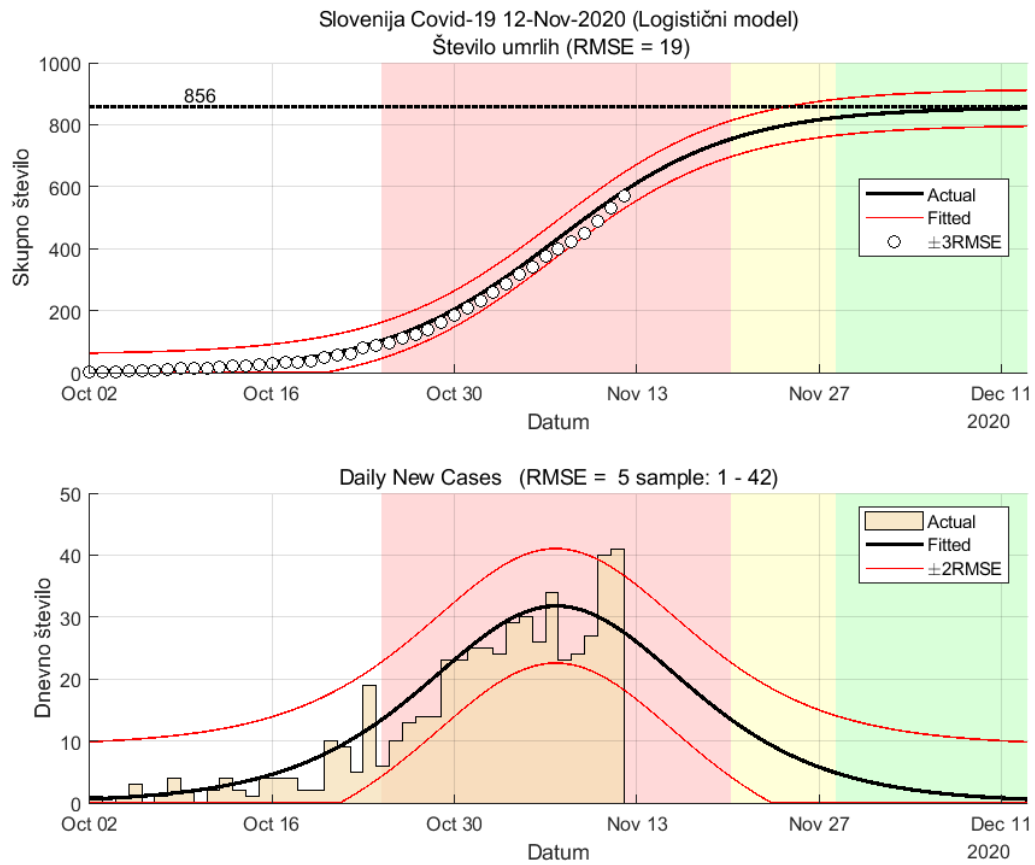 Slovenija Covid-19 12-Nov-2020 (Logistični model)
Število umrlih (RMSE = 19)
1000
800
600
400
200
0
Skupno število
856
Actual
Fitted
±3RMSE
Oct 02
Oct 16
Oct 30
Nov 13
Nov 27
Dec 11
Datum
2020
Daily New Cases (RMSE = 5 sample: 1 - 42)
50
40
30
20
10
0
Dnevno število
Actual
Fitted
±2RMSE
Oct 02
Oct 16
Oct 30
Nov 13
Nov 27
Dec 11
Datum
2020